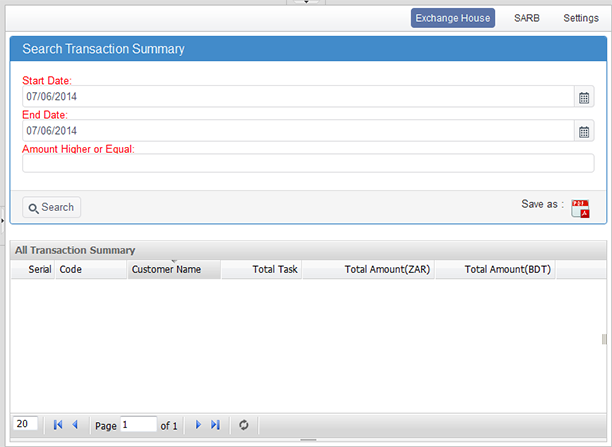 Exchange House SARB Settings
Search Transaction Summary
Start Date:
07/06/2014
End Date:
07/06/2014
Amount Higher or Equal:
Search Save as : PDF
All Transaction Summary
Serial Code Customer Name Total Task Total Amount(ZAR) Total Amount(BDT)
20 Page 1 of 1